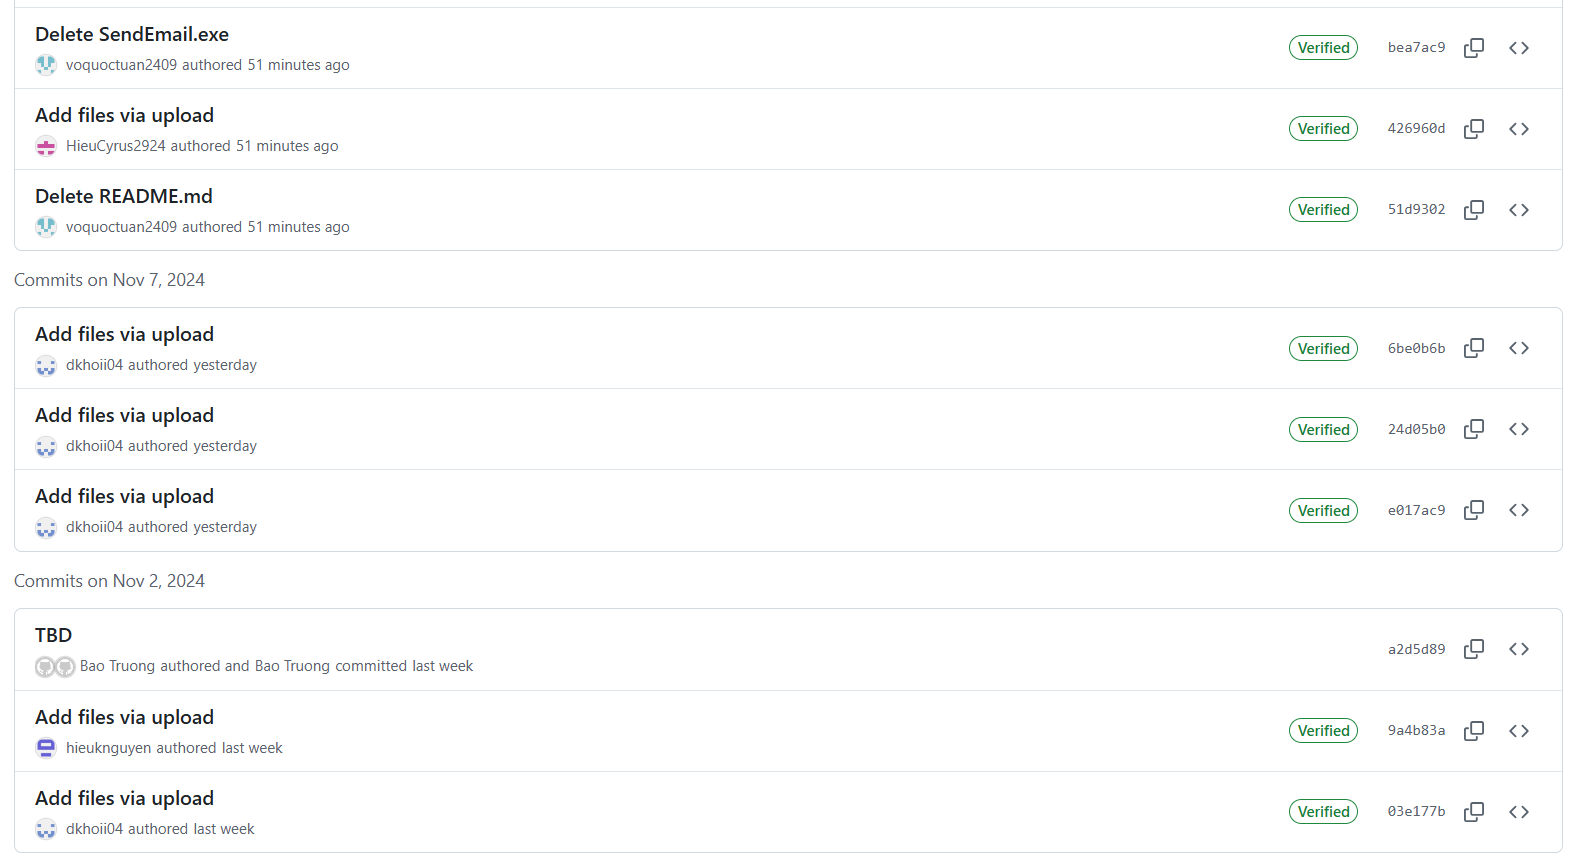 Delete SendEmail.exe
voquoctuan2409 authored 51 minutes ago
Verified
bea7ac9
Add files via upload
HieuCyrus2924 authored 51 minutes ago
Verified
426960d
Delete README.md
voquoctuan2409 authored 51 minutes ago
Verified
51d9302
Commits on Nov 7, 2024
Add files via upload
dkhoii04 authored yesterday
Verified
6be0b6b
Add files via upload
dkhoii04 authored yesterday
Verified
24d05b0
Add files via upload
dkhoii04 authored yesterday
Verified
e017ac9
Commits on Nov 2, 2024
TBD
Bao Truong authored and Bao Truong committed last week
a2d5d89
Add files via upload
hieuknguyen authored last week
Verified
9a4b83a
Add files via upload
dkhoii04 authored last week
Verified
03e177b